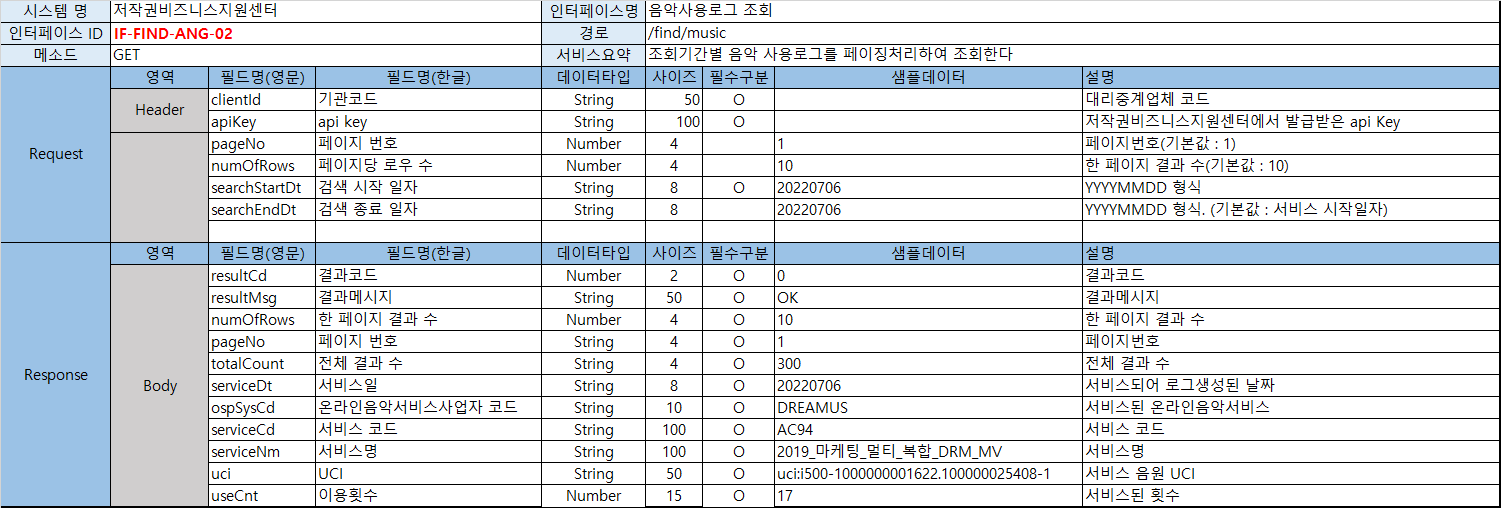 시스템 명 저작권비즈니스지원센터 인터페이스명 음악사용로그 조회
인터페이스 ID IF-FIND-ANG-02 경로 /find/music
메소드 GET 서비스요약 조회기간별 음악 사용로그를 페이징처리하여 조회한다
Request 영역 필드명(영문) 필드명(한글) 데이터타입 사이즈 필수구분 샘플데이터 설명
Header clientId 기관코드 String 50 O 대리중계업체 코드
apiKey api key String 100 O 저작권비즈니스지원센터에서 발급받은 api Key
pageNo 페이지 번호 Number 4 1 페이지번호(기본값 : 1)
numOfRows 페이지당 로우 수 Number 4 10 한 페이지 결과 수(기본값 : 10)
searchStartDt 검색 시작 일자 String 8 O 20220706 YYYYMMDD 형식
searchEndDt 검색 종료 일자 String 8 20220706 YYYYMMDD 형식. (기본값 : 서비스 시작일자)
Response 영역 필드명(영문) 필드명(한글) 데이터타입 사이즈 필수구분 샘플데이터 설명
Body resultCd 결과코드 Number 2 O 0 결과코드
resultMsg 결과메시지 String 50 O OK 결과메시지
numOfRows 한 페이지 결과 수 Number 4 O 10 한 페이지 결과 수
pageNo 페이지 번호 String 4 O 1 페이지번호
totalCount 전체 결과 수 String 4 O 300 전체 결과 수
serviceDt 서비스일 String 8 O 20220706 서비스되어 로그생성된 날짜
ospSysCd 온라인음악서비스사업자 코드 String 10 O DREAMUS 서비스된 온라인음악서비스
serviceCd 서비스 코드 String 100 O AC94 서비스 코드
serviceNm 서비스명 String 100 O 2019_마케팅_멀티_복합_DRM_MV 서비스명
uci UCI String 50 O uci:i500-1000000001622.100000025408-1 서비스 음원 UCI
useCnt 이용횟수 Number 15 O 17 서비스된 횟수